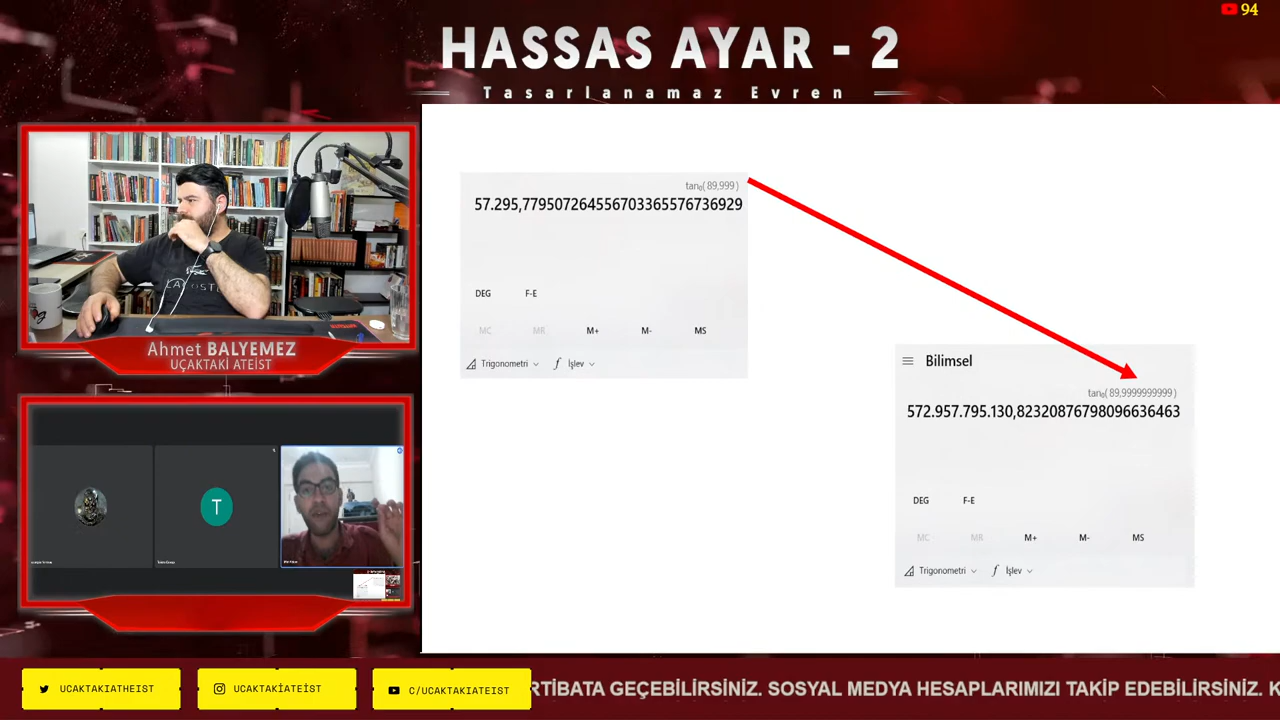 94
HASSAS AYAR - 2
Tasarlanamaz Evren
tan₀( 89,999 )
57.295,779507264556703365576736929
DEG F-E
MC MR M+ M- MS
Trigonometri f İşlev
Bilimsel
tan₀( 89,9999999999 )
572.957.795.130,82320876798096636463
DEG F-E
MC MR M+ M- MS
Trigonometri f İşlev
Ahmet BALYEMEZ
UÇAKTAKİ ATEİST
T
UCAKTAKIATHEIST
UCAKTAKİATEİST
C/UCAKTAKIATEIST
RTİBATA GEÇEBİLİRSİNİZ. SOSYAL MEDYA HESAPLARIMIZI TAKİP EDEBİLİRSİNİZ. K